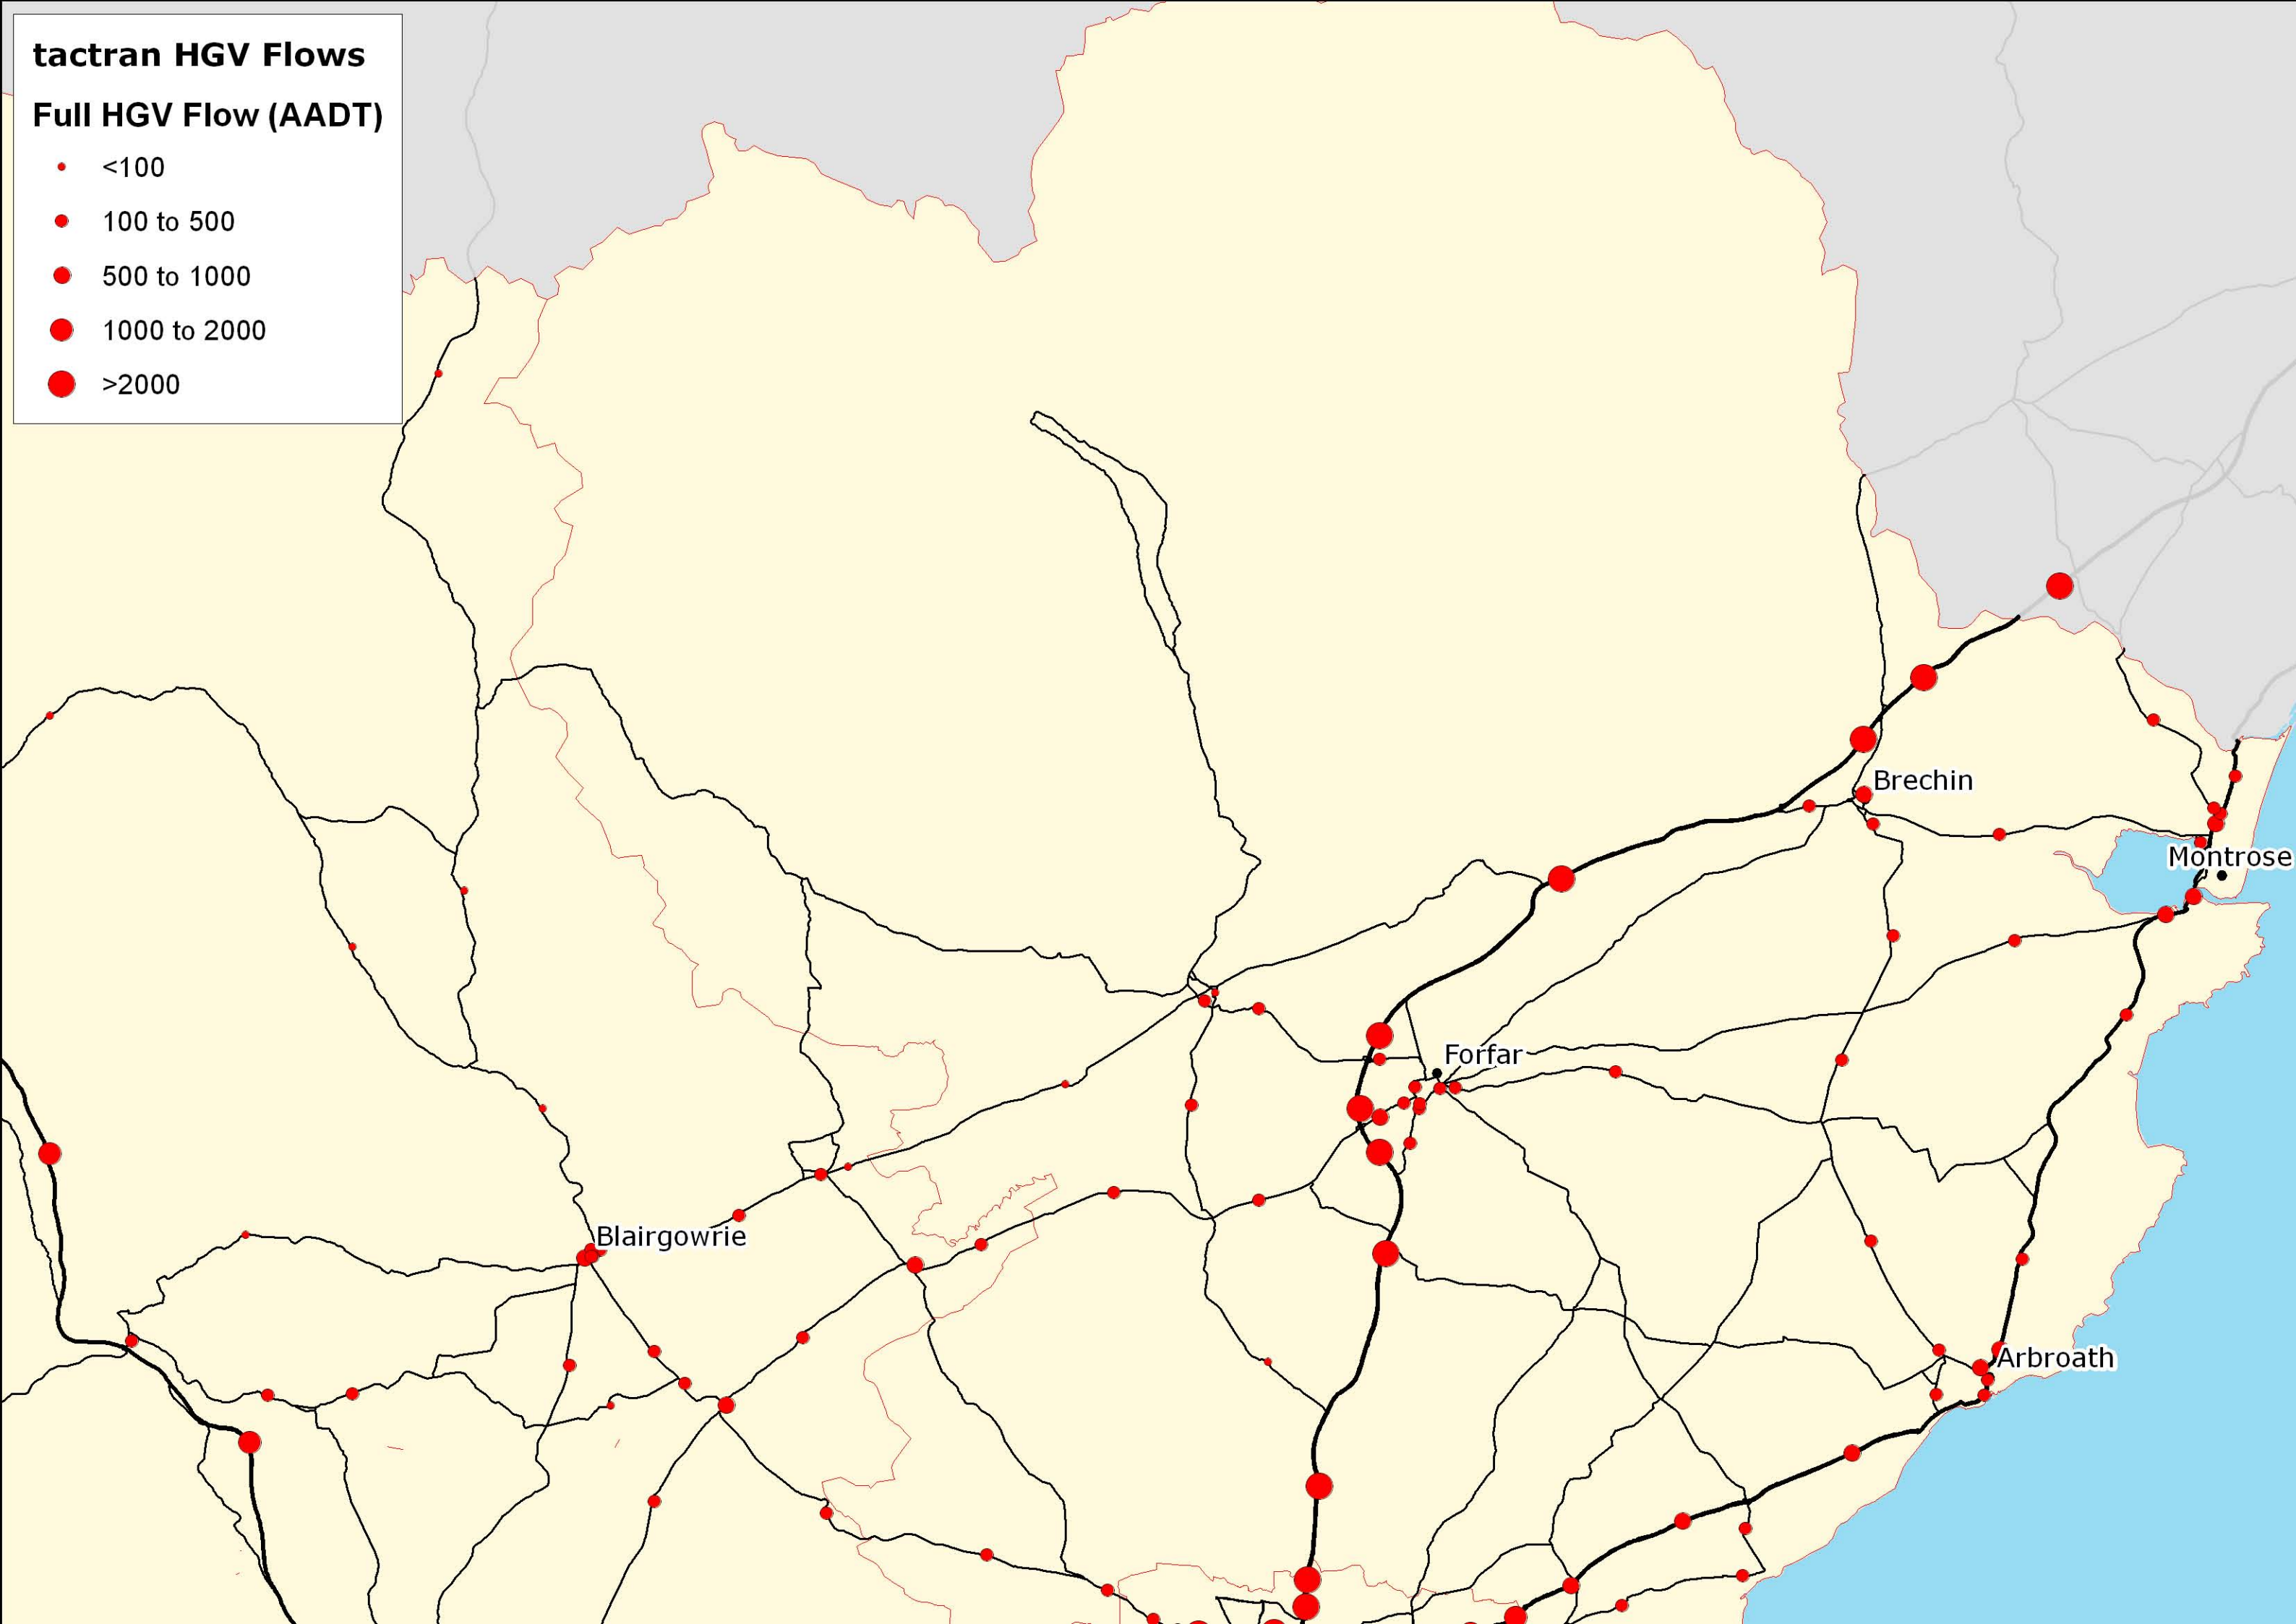 tactran HGV Flows
Full HGV Flow (AADT)
<100
100 to 500
500 to 1000
1000 to 2000
>2000
Brechin
Montrose
Forfar
Blairgowrie
Arbroath